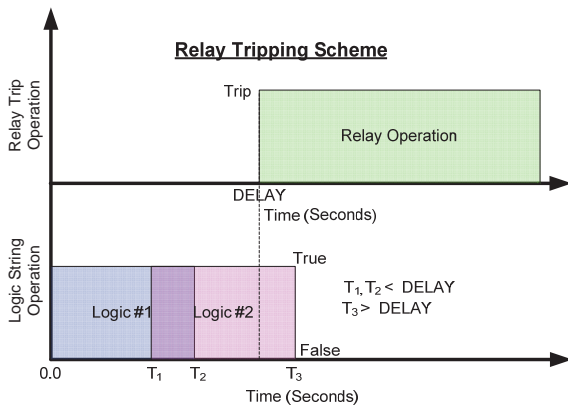 Relay Tripping Scheme
Relay Trip
Operation
Trip
Relay Operation
DELAY
Time (Seconds)
Logic String
Operation
True
Logic #1
Logic #2
T1,T2 < DELAY
T3 > DELAY
False
0.0
T1
T2
T3
Time (Seconds)